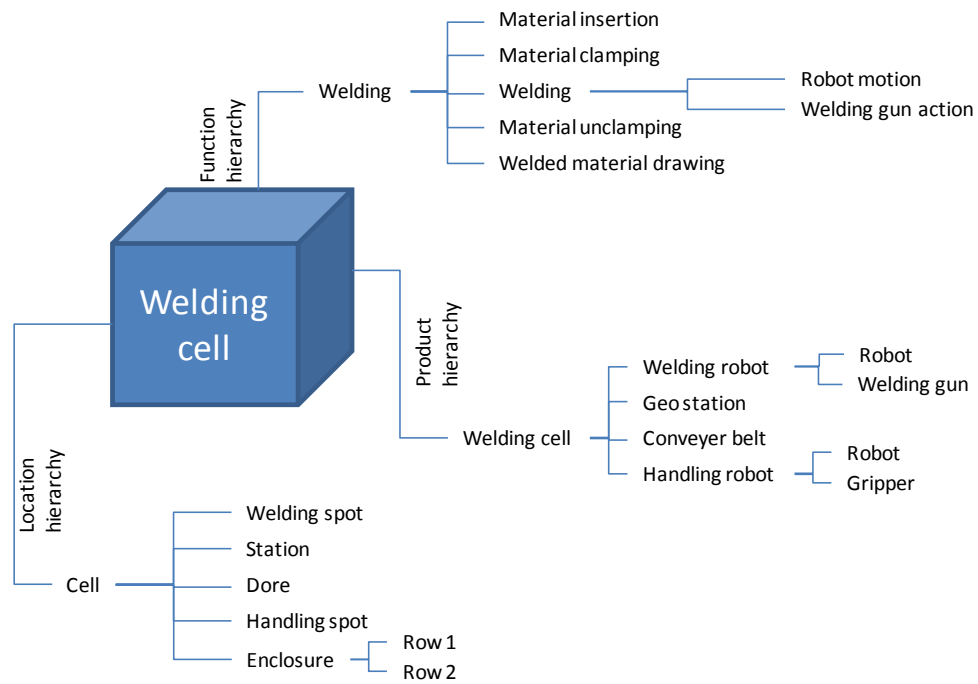 Function
hierarchy
Welding
Material insertion
Material clamping
Welding
Material unclamping
Welded material drawing
Robot motion
Welding gun action
Welding
cell
Product
hierarchy
Welding cell
Welding robot
Geo station
Conveyer belt
Handling robot
Robot
Welding gun
Robot
Gripper
Location
hierarchy
Cell
Welding spot
Station
Dore
Handling spot
Enclosure
Row 1
Row 2